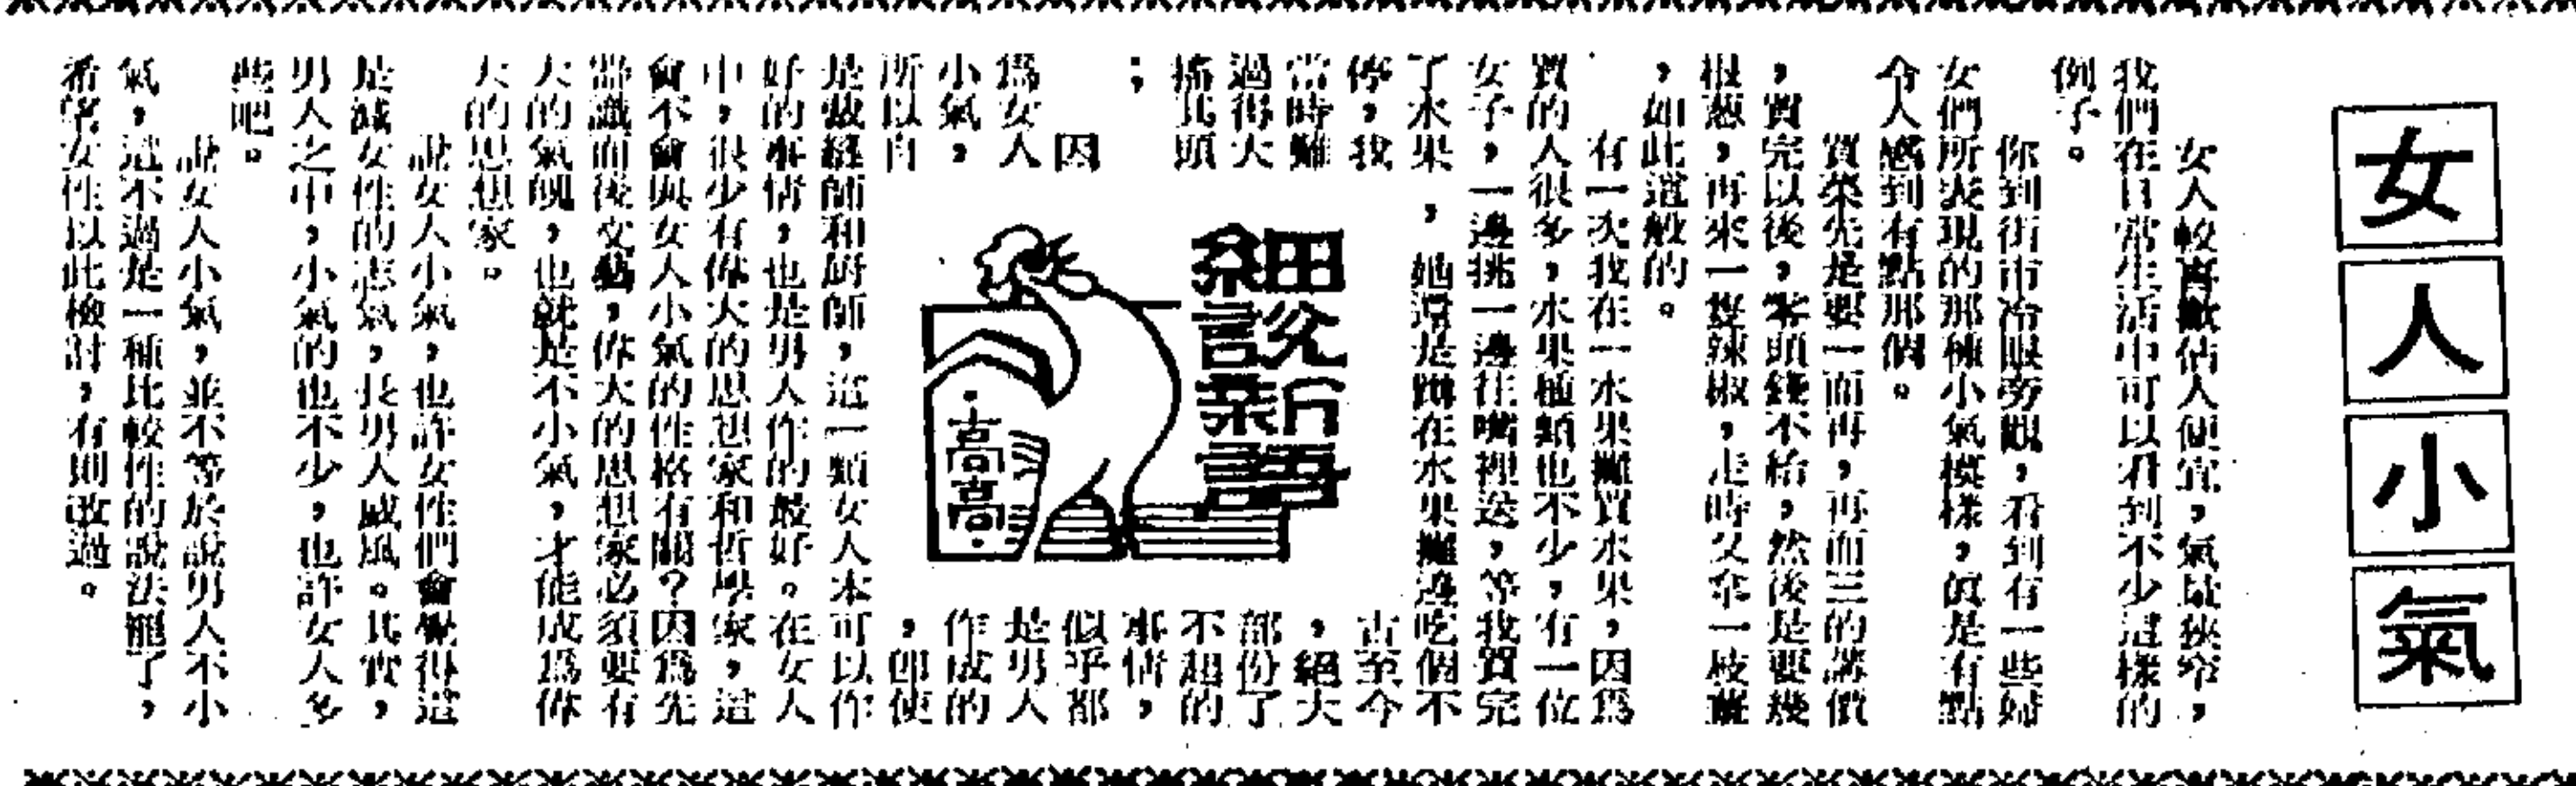 女人小氣
女人較喜歡佔人便宜，氣量狹窄，
我們在日常生活中可以看到不少這樣的
例子。
你到街市冷眼旁觀，看到有一些婦
女們所表現的那種小氣模樣，眞是有點
令人感到有點那個。
買菜先是要一而再，再而三的講價
，買完以後，零頭錢不給，然後是要幾
根葱，再來一隻辣椒，走時又拿一歧薑
，如此這般的。
有一次我在一水果攤買水果，因爲
買的人很多，水果種類也不少，有一位
女子，一邊挑一邊往嘴裡送，等我買完
了水果，她還是蹲在水果攤邊吃個不
停，我
當時難
過得大
搖其頭
；
細說新語
·高高·
因
爲女人
小氣，
所以自
古至今
，絕大
部份了
不起的
事情，
似乎都
是男人
作成的
，卽使
是裁縫師和厨師，這一類女人本可以作
好的事情，也是男人作的最好。在女人
中，很少有偉大的思想家和哲學家，這
會不會與女人小氣的性格有關？因爲先
器識而後文藝，偉大的思想家必須要有
大的氣魄，也就是不小氣，才能成爲偉
大的思想家。
說女人小氣，也許女性們會覺得這
是滅女性的志氣，長男人威風。其實，
男人之中，小氣的也不少，也許女人多
些吧。
說女人小氣，並不等於說男人不小
氣，這不過是一種比較性的說法罷了，
希望女性以此檢討，有則改過。